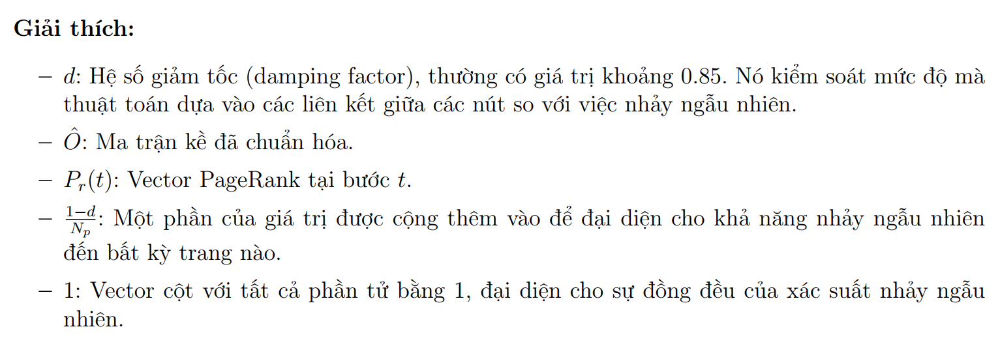 Giải thích:
– d: Hệ số giảm tốc (damping factor), thường có giá trị khoảng 0.85. Nó kiểm soát mức độ mà
thuật toán dựa vào các liên kết giữa các nút so với việc nhảy ngẫu nhiên.
– Ô: Ma trận kề đã chuẩn hóa.
– P_r(t): Vector PageRank tại bước t.
– \frac{1-d}{N_p}: Một phần của giá trị được cộng thêm vào để đại diện cho khả năng nhảy ngẫu nhiên
đến bất kỳ trang nào.
– 1: Vector cột với tất cả phần tử bằng 1, đại diện cho sự đồng đều của xác suất nhảy ngẫu
nhiên.